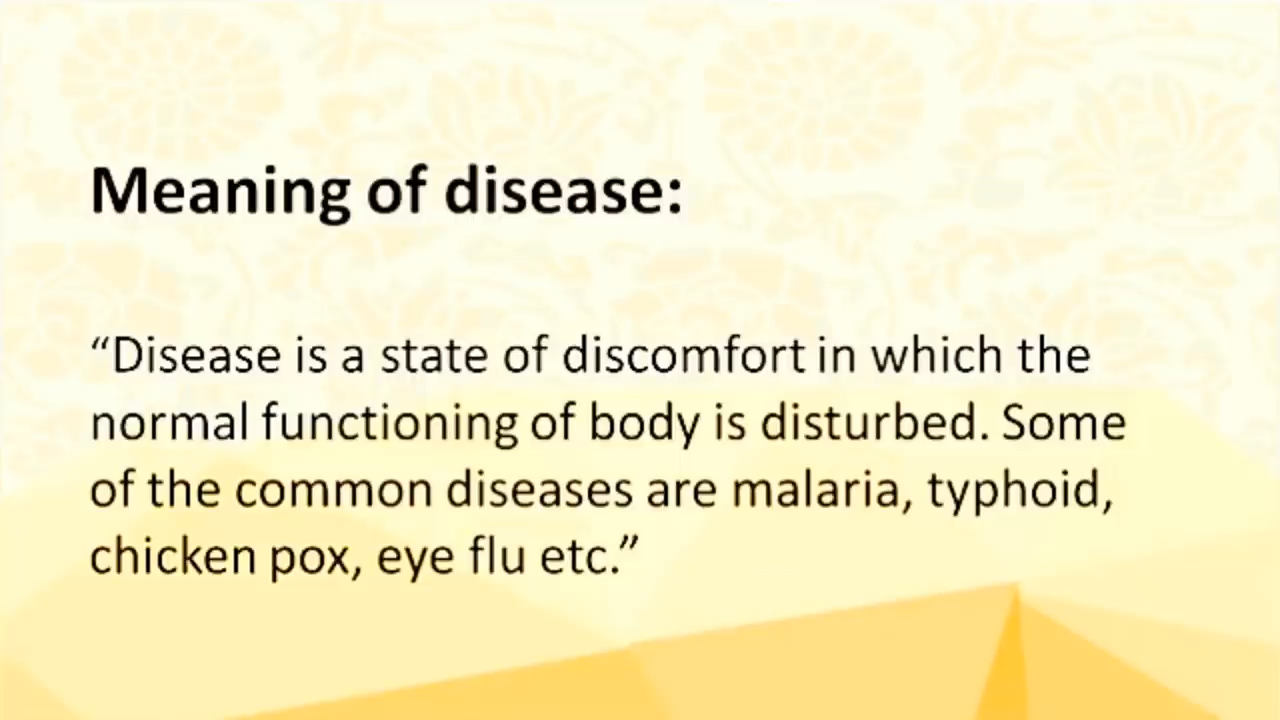 Meaning of disease:
“Disease is a state of discomfort in which the
normal functioning of body is disturbed. Some
of the common diseases are malaria, typhoid,
chicken pox, eye flu etc.”